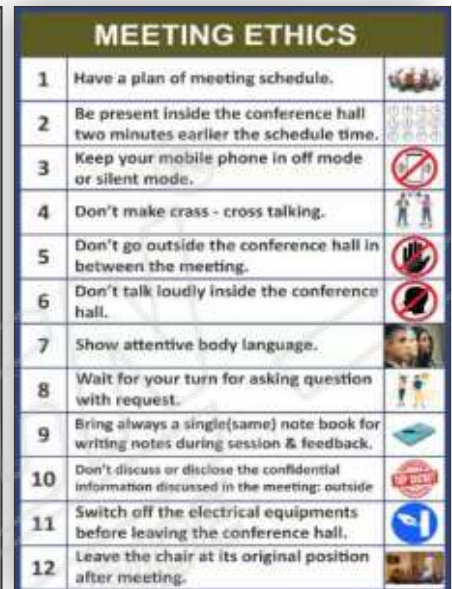 MEETING ETHICS
1 Have a plan of meeting schedule.
2 Be present inside the conference hall
two minutes earlier the schedule time.
3 Keep your mobile phone in off mode
or silent mode.
4 Don't make crass - cross talking.
5 Don't go outside the conference hall in
between the meeting.
6 Don't talk loudly inside the conference
hall.
7 Show attentive body language.
8 Wait for your turn for asking question
with request.
9 Bring always a single(same) note book for
writing notes during session & feedback.
10 Don't discuss or disclose the confidential
information discussed in the meeting: outside
TOP SECRET
11 Switch off the electrical equipments
before leaving the conference hall.
12 Leave the chair at its original position
after meeting.